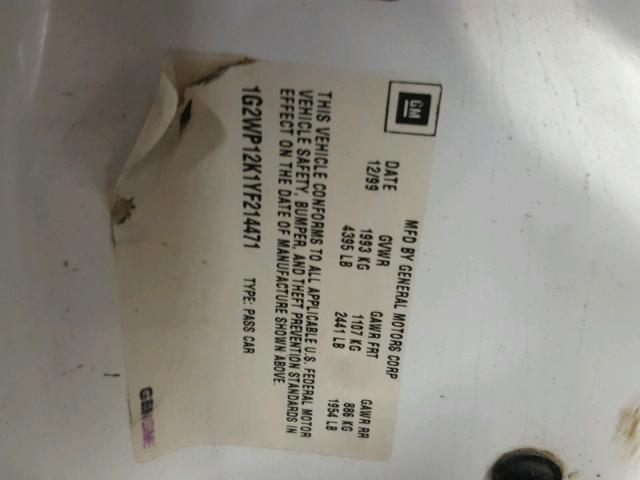 GM
MFD BY GENERAL MOTORS CORP
DATE GVWR GAWR FRT GAWR RR
12/99 1993 KG 1107 KG 886 KG
4395 LB 2441 LB 1954 LB
THIS VEHICLE CONFORMS TO ALL APPLICABLE U.S. FEDERAL MOTOR
VEHICLE SAFETY, BUMPER, AND THEFT PREVENTION STANDARDS IN
EFFECT ON THE DATE OF MANUFACTURE SHOWN ABOVE.
1G2WP12K1YF214471 TYPE: PASS CAR